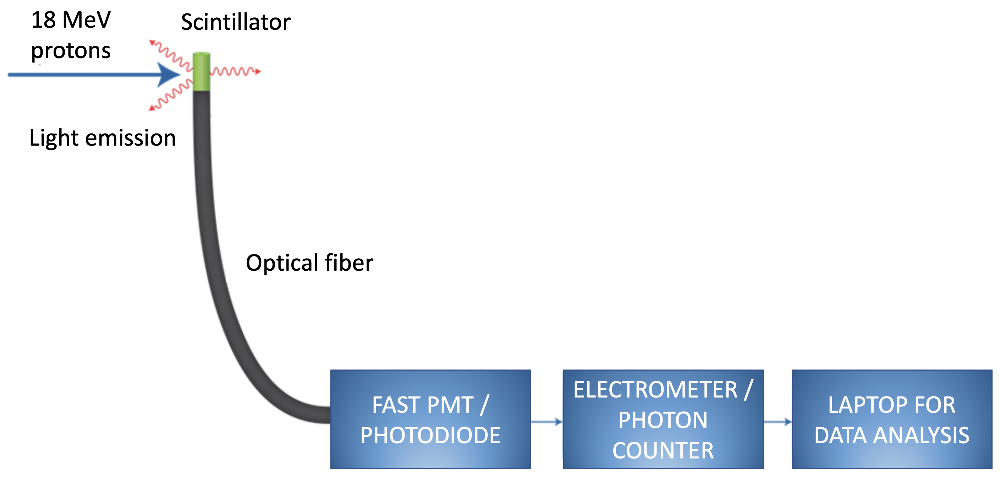 18 MeV
protons
Scintillator
Light emission
Optical fiber
FAST PMT /
PHOTODIODE
ELECTROMETER /
PHOTON
COUNTER
LAPTOP FOR
DATA ANALYSIS